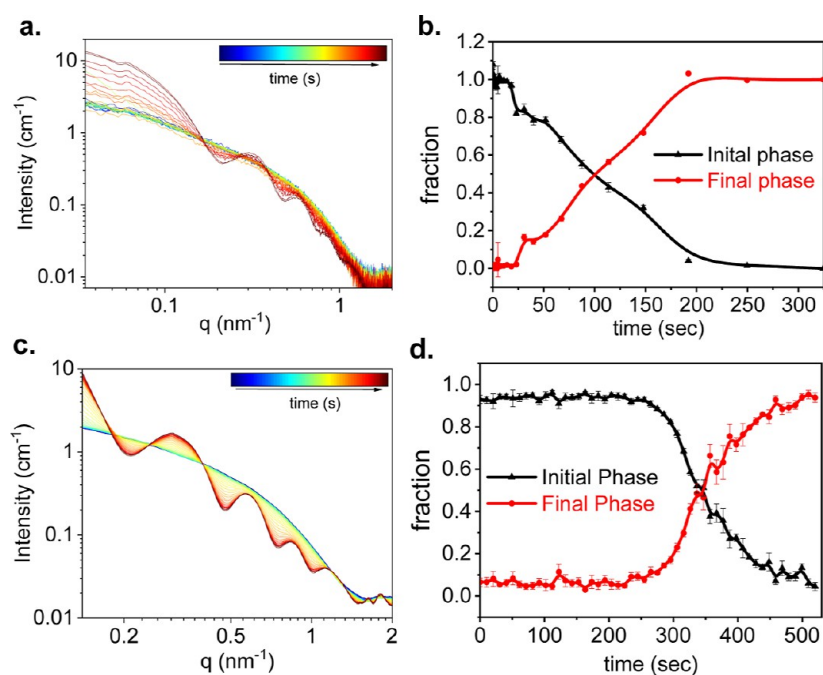 a.
10
1
0.1
0.01
Intensity (cm-1)
time (s)
0.1
1
q (nm-1)
b.
1.0
0.8
0.6
0.4
0.2
0.0
fraction
Inital phase
Final phase
0
50
100
150
200
250
300
time (sec)
c.
10
1
0.1
0.01
Intensity (cm-1)
time (s)
0.2
0.5
1
2
q (nm-1)
d.
1.0
0.8
0.6
0.4
0.2
0.0
fraction
Initial Phase
Final Phase
0
100
200
300
400
500
time (sec)